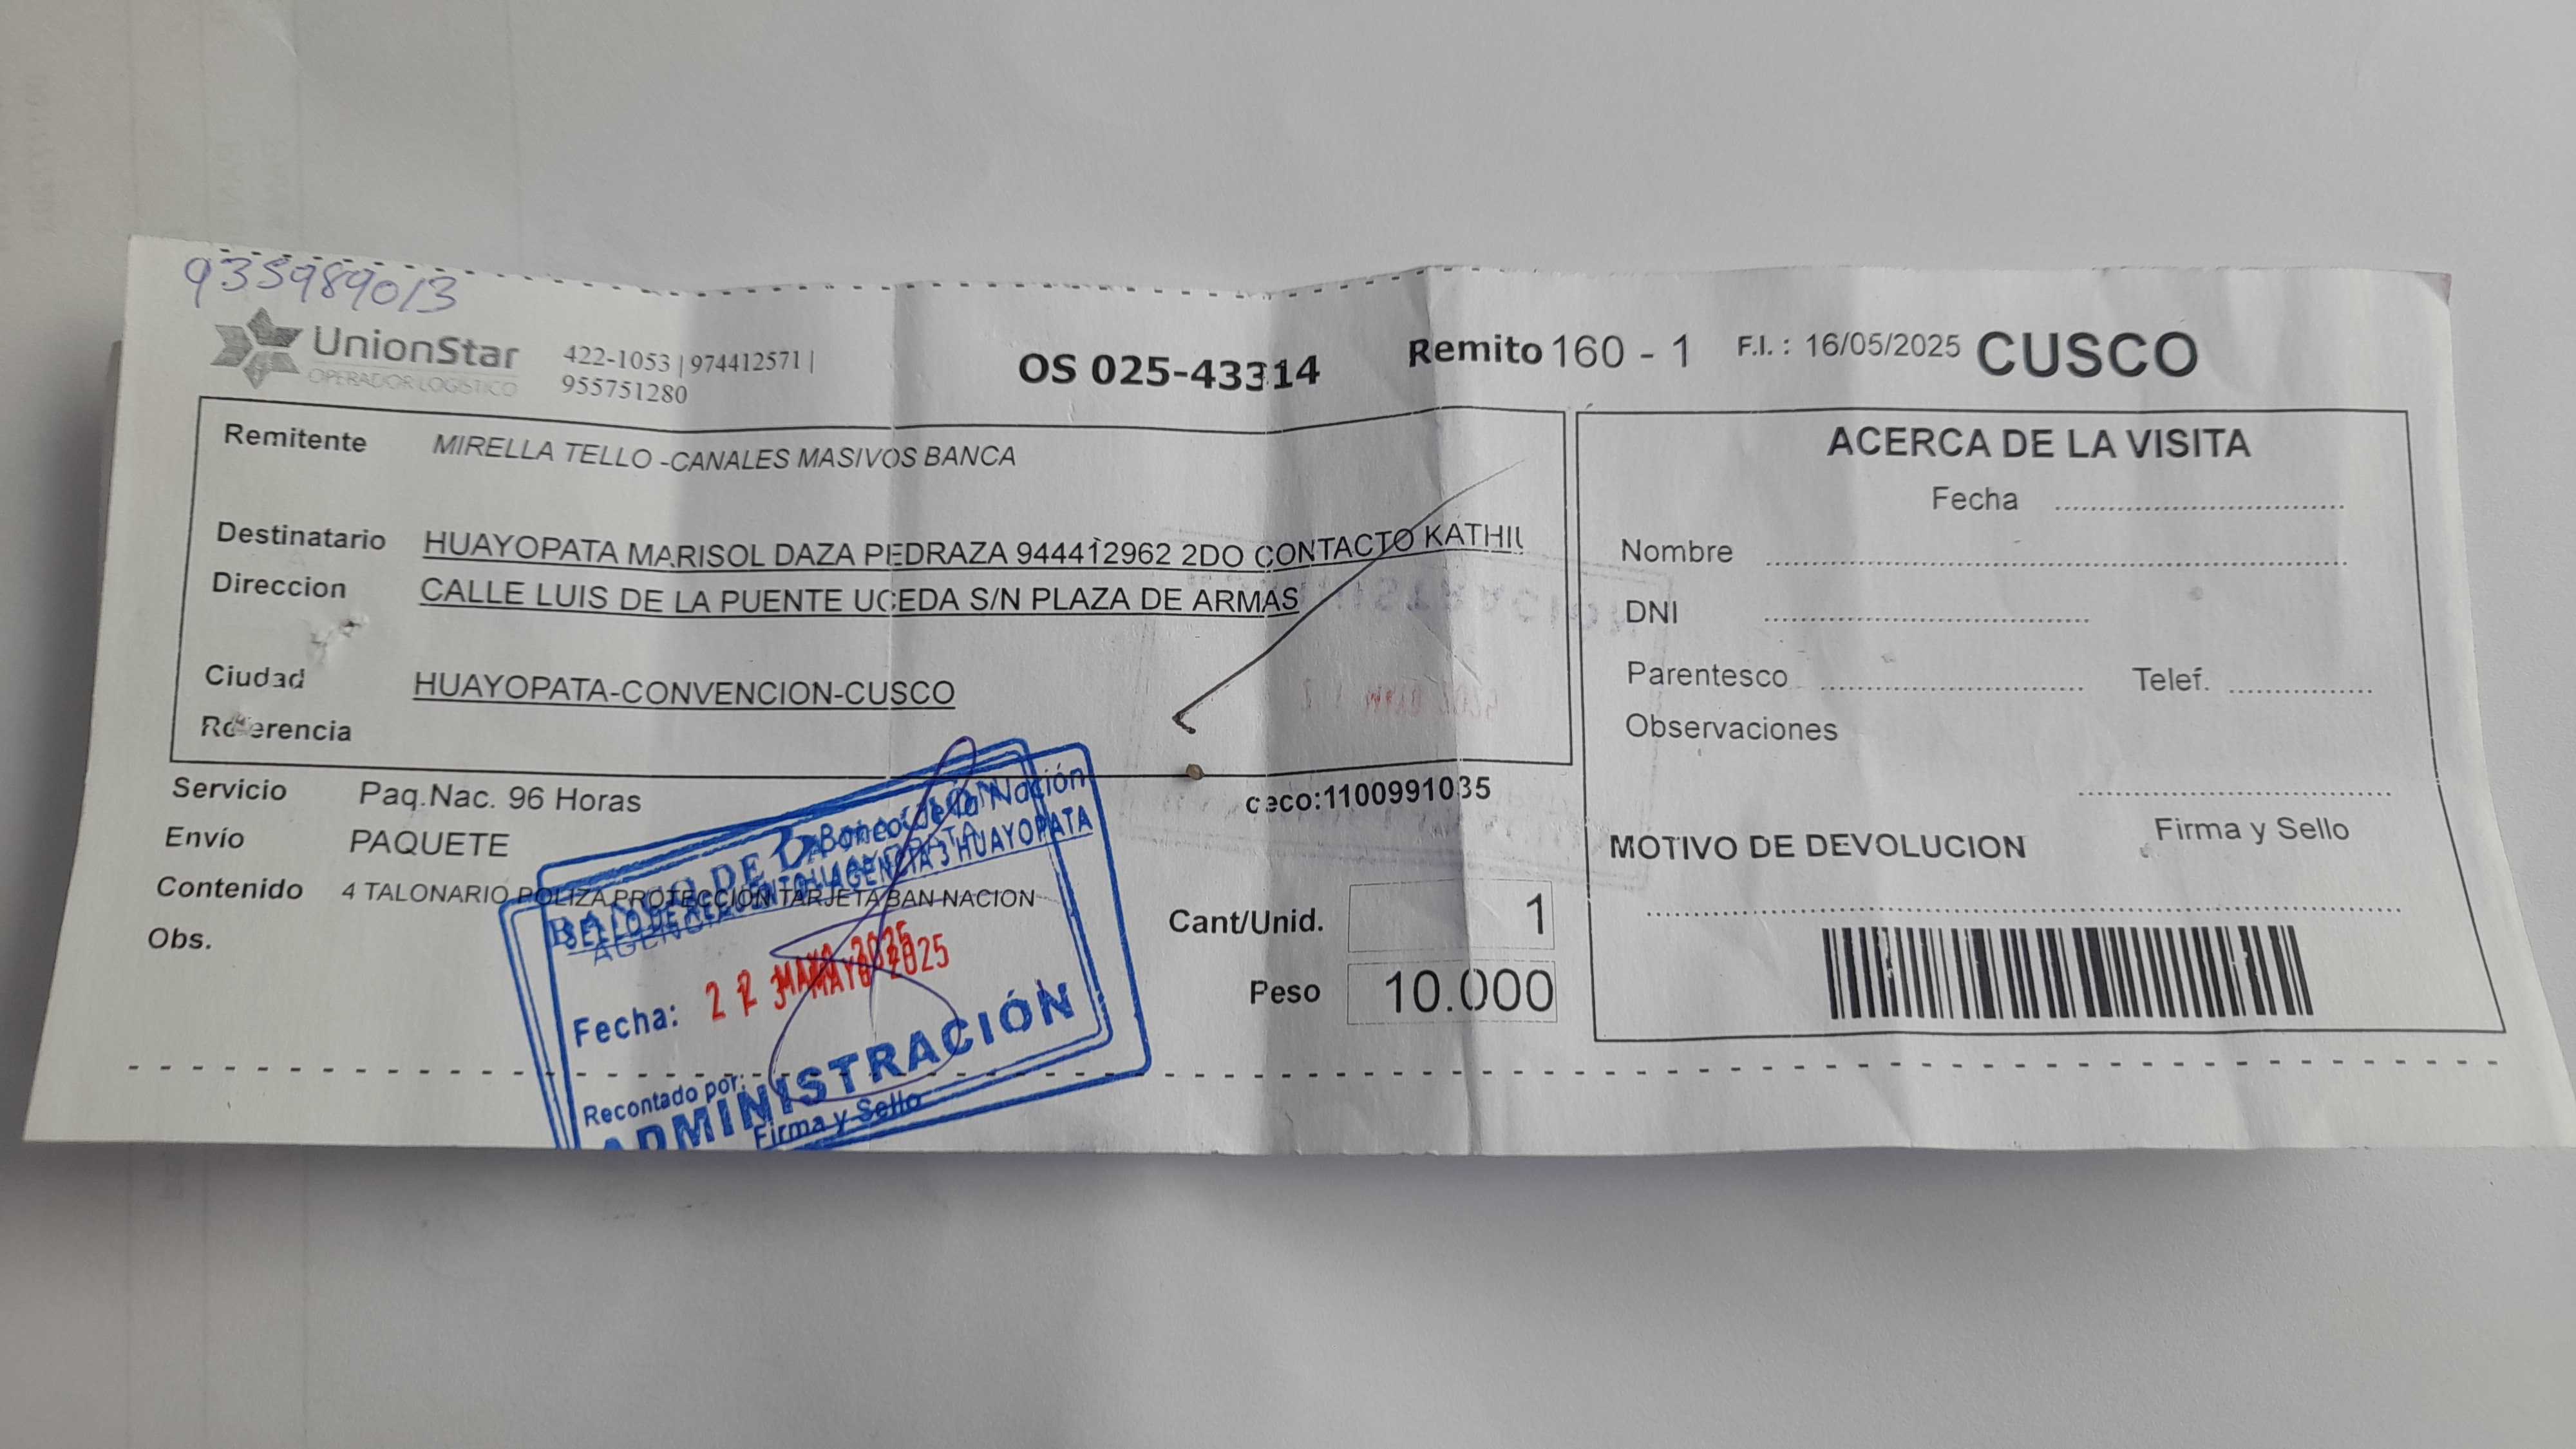 935989013
UnionStar
OPERADOR LOGÍSTICO
422-1053 | 974412571 |
955751280
OS 025-43314
Remito 160 - 1
F.I. : 16/05/2025
CUSCO
Remitente MIRELLA TELLO -CANALES MASIVOS BANCA
Destinatario HUAYOPATA MARISOL DAZA PEDRAZA 944412962 2DO CONTACTO
Direccion CALLE LUIS DE LA PUENTE UCEDA S/N PLAZA DE ARMAS
Ciudad HUAYOPATA-CONVENCION-CUSCO
Referencia
Servicio Paq.Nac. 96 Horas
ceco:1100991035
Envío PAQUETE
Contenido 4 TALONARIO POLIZA PROTECCION TARJETA BAN NACION
Obs.
Cant/Unid. 1
Peso 10.000
ACERCA DE LA VISITA
Fecha
Nombre
DNI
Parentesco Telef.
Observaciones
Firma y Sello
MOTIVO DE DEVOLUCION
Banco de la Nación
AGENCIA 3 HUAYOPATA
Fecha: MAYO 2025
Recontado por:
ADMINISTRACIÓN
Firma y Sello